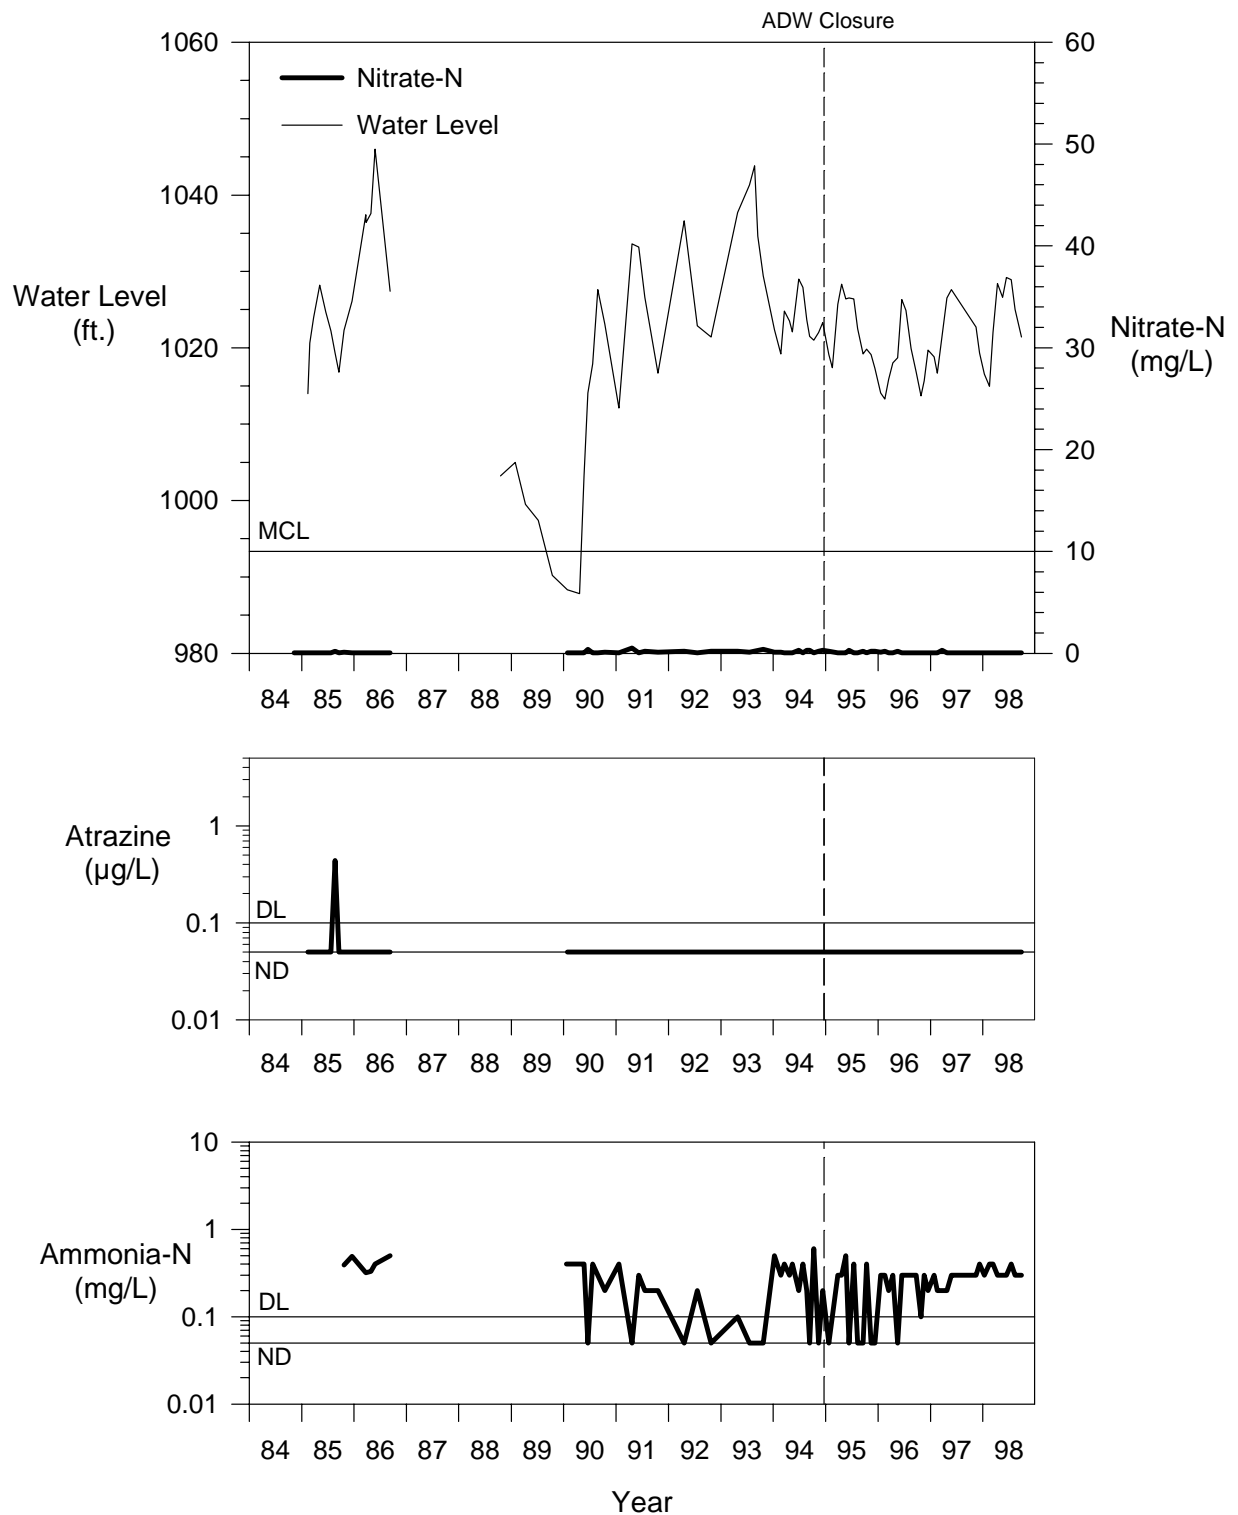 ADW Closure
1060
60
Nitrate-N
Water Level
50
1040
40
Water Level
(ft.)
1020
30
Nitrate-N
(mg/L)
20
1000
MCL
10
980
0
84 85 86 87 88 89 90 91 92 93 94 95 96 97 98
1
Atrazine
(µg/L)
DL
0.1
ND
0.01
84 85 86 87 88 89 90 91 92 93 94 95 96 97 98
10
1
Ammonia-N
(mg/L)
DL
0.1
ND
0.01
84 85 86 87 88 89 90 91 92 93 94 95 96 97 98
Year